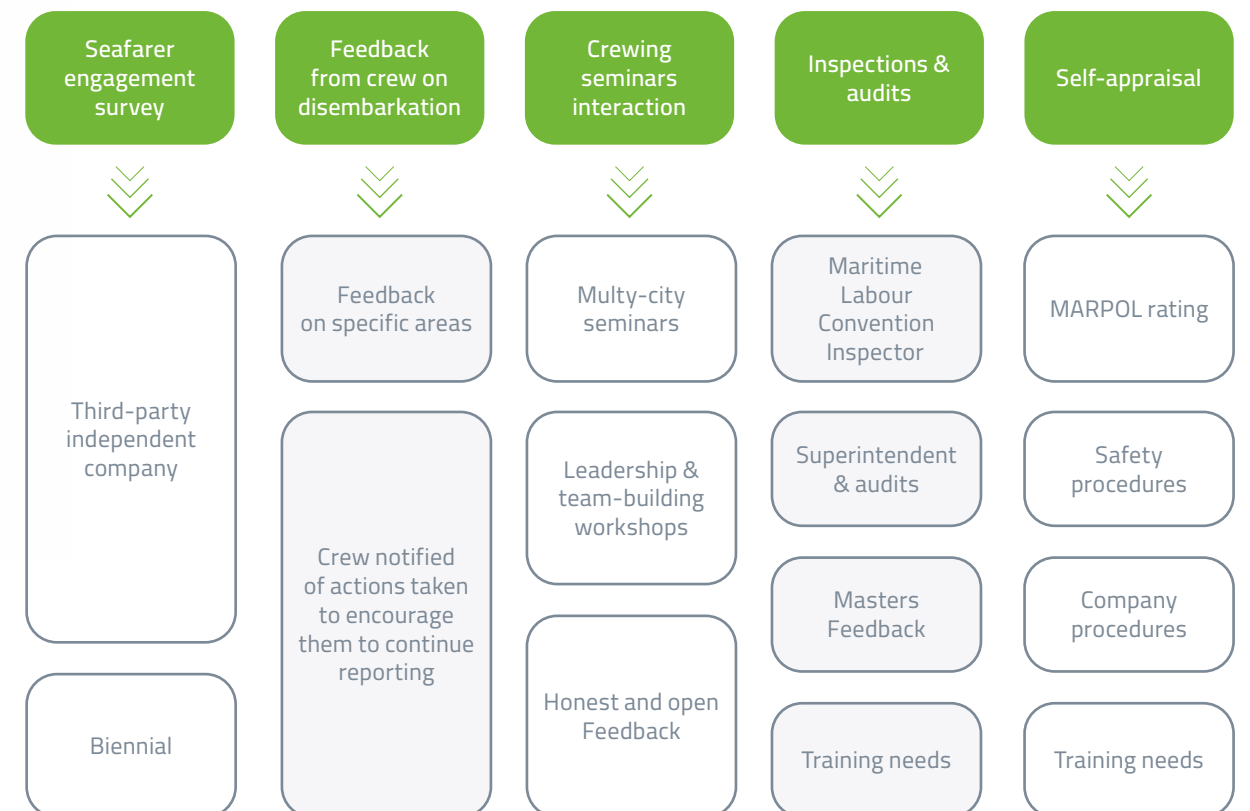 Seafarer
engagement
survey
Feedback
from crew on
disembarkation
Crewing
seminars
interaction
Inspections &
audits
Self-appraisal
Third-party
independent
company
Biennial
Feedback
on specific areas
Crew notified
of actions taken
to encourage
them to continue
reporting
Multy-city
seminars
Leadership &
team-building
workshops
Honest and open
Feedback
Maritime
Labour
Convention
Inspector
Superintendent
& audits
Masters
Feedback
Training needs
MARPOL rating
Safety
procedures
Company
procedures
Training needs